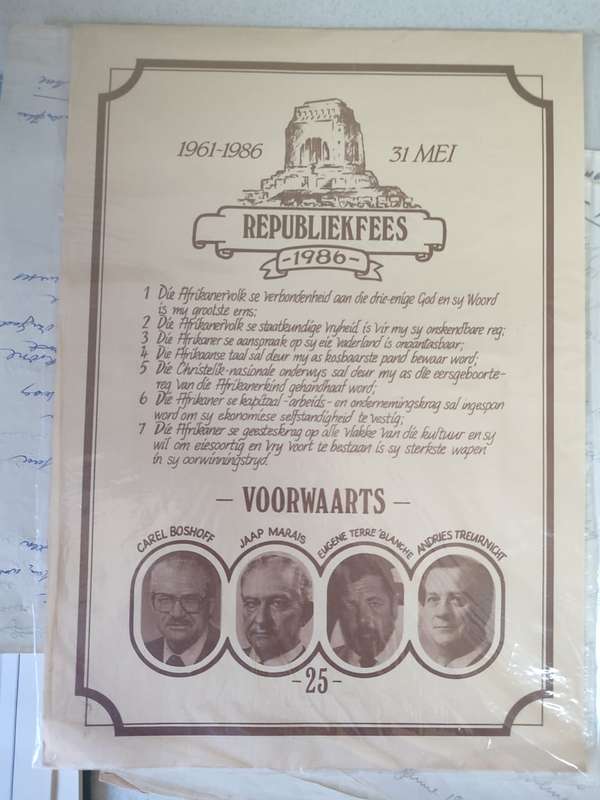 1961-1986
31 MEI
REPUBLIEKFEES
-1986-
1 Die Afrikanervolk se verbondenheid aan die drie-enige God en sy Woord
is my grootste erns;
2 Die Afrikanervolk se staatkundige vryheid is vir my sy onskendbare reg;
3 Die Afrikaner se aanspraak op sy eie vaderland is onaantasbaar;
4 Die Afrikaanse taal sal deur my as kosbaarste pand bewaar word;
5 Die Christelik-nasionale onderwys sal deur my as die eersgeboorte-
reg van die Afrikanerkind gehandhaaf word;
6 Die Afrikaner se kapitaal-arbeids- en ondernemingskrag sal ingespan
word om sy ekonomiese selfstandigheid te vestig;
7 Die Afrikaner se geesteskrag op alle vlakke van die kultuur en sy
wil om eiesoortig en vry voort te bestaan is sy sterkste wapen
in sy oorwinningstryd.
- VOORWAARTS -
CAREL BOSHOFF
JAAP MARAIS
EUGENE TERRE'BLANCHE
ANDRIES TREURNICHT
-25-